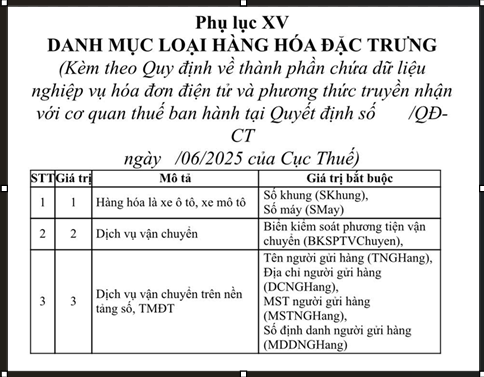 Phụ lục XV
DANH MỤC LOẠI HÀNG HÓA ĐẶC TRƯNG
(Kèm theo Quy định về thành phần chứa dữ liệu
nghiệp vụ hóa đơn điện tử và phương thức truyền nhận
với cơ quan thuế ban hành tại Quyết định số /QĐ-
CT
ngày /06/2025 của Cục Thuế)
STT Giá trị Mô tả Giá trị bắt buộc
1 1 Hàng hóa là xe ô tô, xe mô tô Số khung (SKhung),
Số máy (SMay)
2 2 Dịch vụ vận chuyển Biển kiểm soát phương tiện vận
chuyển (BKSPTVChuyen),
3 3 Dịch vụ vận chuyển trên nền
tảng số, TMĐT
Tên người gửi hàng (TNGHang),
Địa chỉ người gửi hàng
(DCNGHang),
MST người gửi hàng
(MSTNGHang),
Số định danh người gửi hàng
(MDDNGHang)